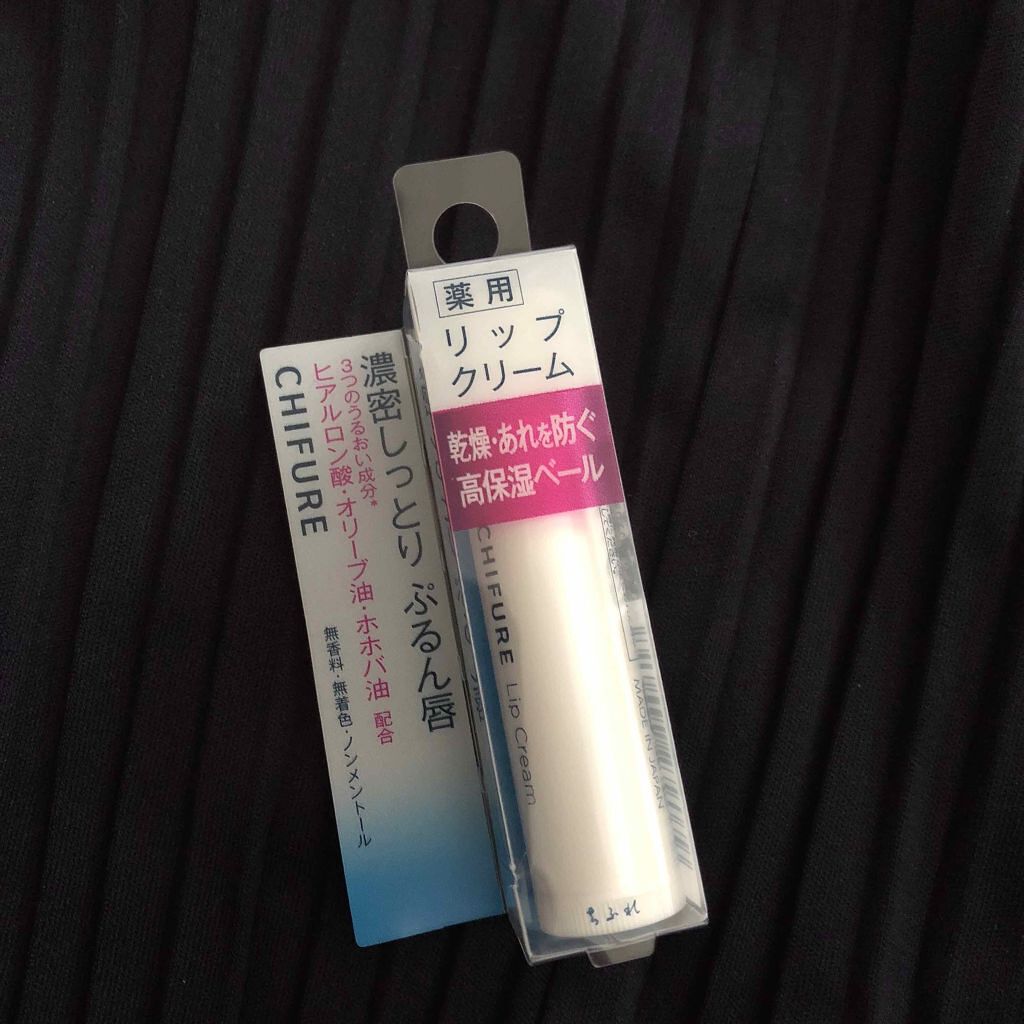 薬用
リップ
クリーム
乾燥・あれを防ぐ
高保湿ベール
濃密しっとり ぷるん唇
3つのうるおい成分*
ヒアルロン酸・オリーブ油・ホホバ油 配合
無香料・無着色・ノンメントール
CHIFURE
CHIFURE Lip Cream
MADE IN JAPAN
ちふれ